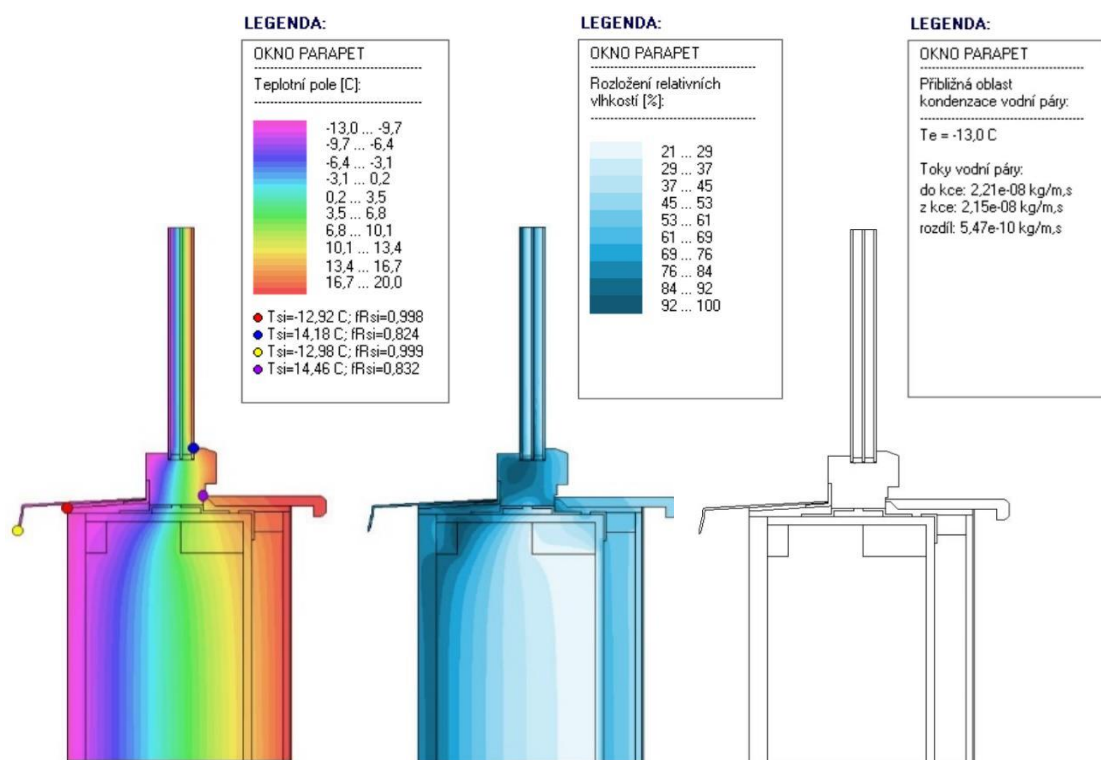 LEGENDA:
OKNO PARAPET
Teplotní pole [C]:
-13,0 ... -9,7
-9,7 ... -6,4
-6,4 ... -3,1
-3,1 ... 0,2
0,2 ... 3,5
3,5 ... 6,8
6,8 ... 10,1
10,1 ... 13,4
13,4 ... 16,7
16,7 ... 20,0
Tsi=-12,92 C; fRsi=0,998
Tsi=14,18 C; fRsi=0,824
Tsi=-12,98 C; fRsi=0,999
Tsi=14,46 C; fRsi=0,832
LEGENDA:
OKNO PARAPET
Rozložení relativních
vlhkostí [%]:
21 ... 29
29 ... 37
37 ... 45
45 ... 53
53 ... 61
61 ... 69
69 ... 76
76 ... 84
84 ... 92
92 ... 100
LEGENDA:
OKNO PARAPET
Přibližná oblast
kondenzace vodní páry:
Te = -13,0 C
Toky vodní páry:
do kce: 2,21e-08 kg/m,s
z kce: 2,15e-08 kg/m,s
rozdíl: 5,47e-10 kg/m,s